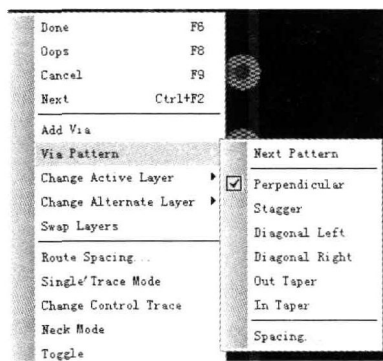 Done F6
Oops F8
Cancel F9
Next Ctrl+F2
Add Via
Via Pattern
Change Active Layer
Change Alternate Layer
Swap Layers
Route Spacing...
Single/Trace Mode
Change Control Trace
Neck Mode
Toggle
Next Pattern
Perpendicular
Stagger
Diagonal Left
Diagonal Right
Out Taper
In Taper
Spacing